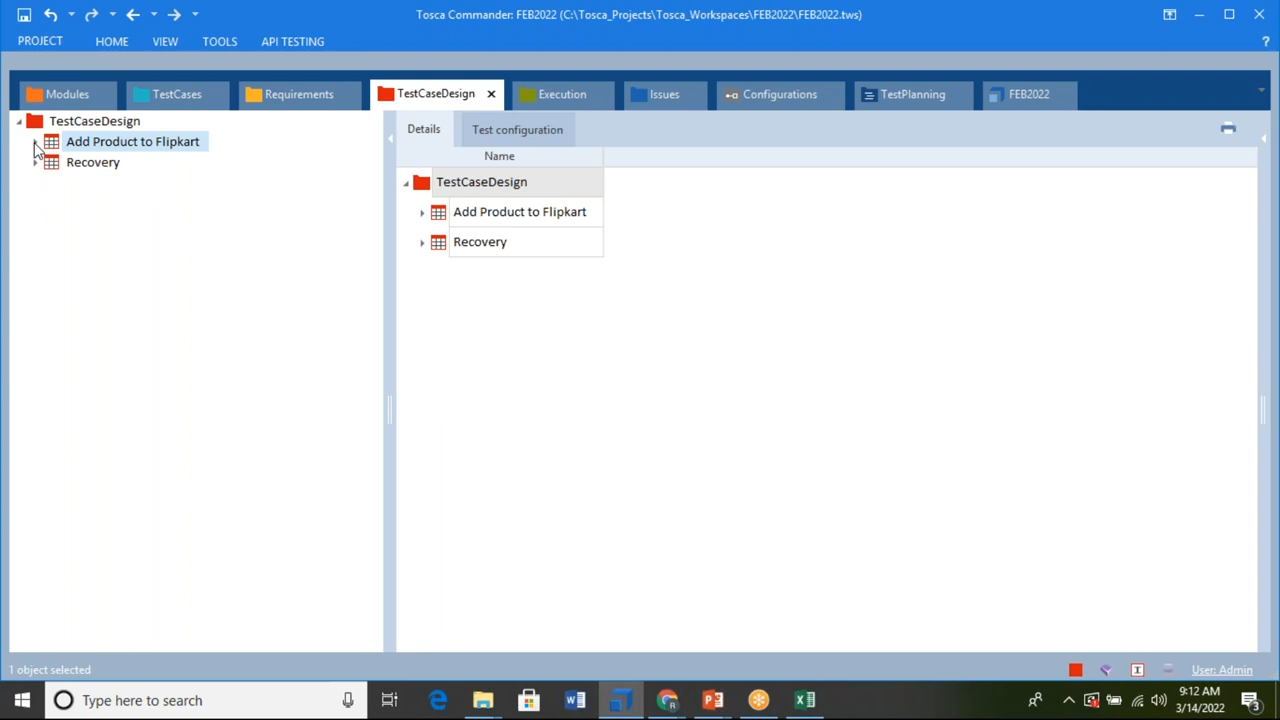 Tosca Commander: FEB2022 (C:\Tosca_Projects\Tosca_Workspaces\FEB2022\FEB2022.tws)
PROJECT HOME VIEW TOOLS API TESTING ?
Modules TestCases Requirements TestCaseDesign Execution Issues Configurations TestPlanning FEB2022
TestCaseDesign
Add Product to Flipkart
Recovery
Details Test configuration
Name
TestCaseDesign
Add Product to Flipkart
Recovery
1 object selected
User: Admin
Type here to search
9:12 AM
3/14/2022
3